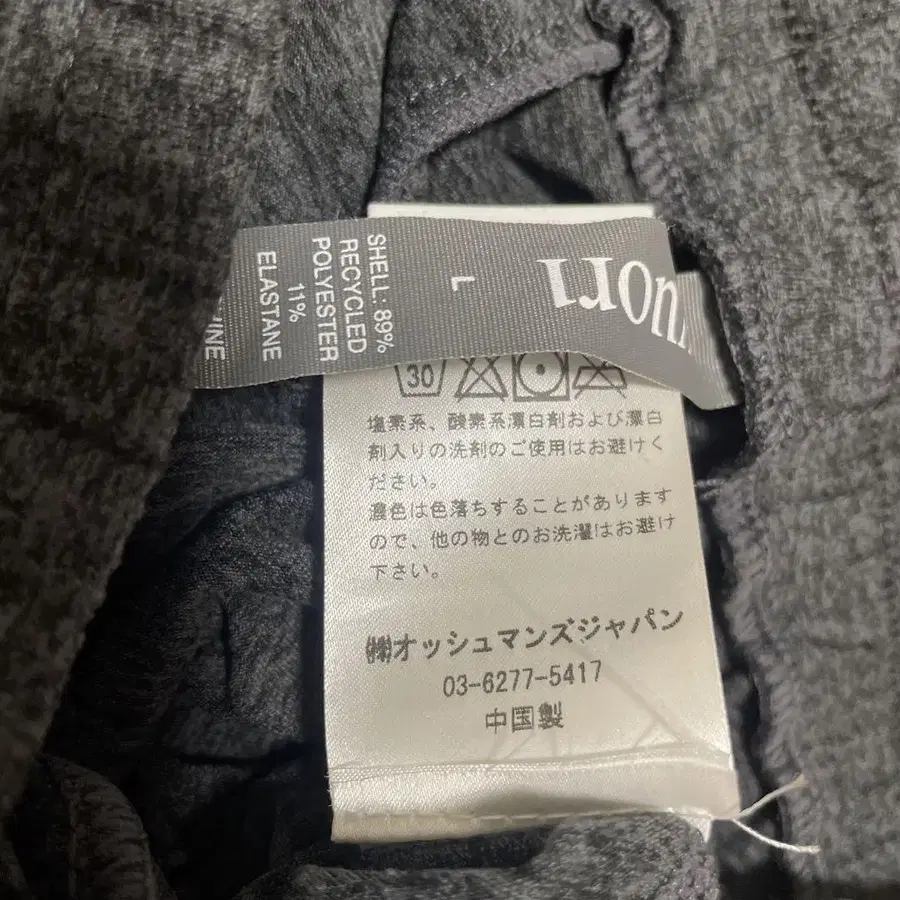 uori
L
SHELL: 89%
RECYCLED
POLYESTER
11%
ELASTANE
30
塩素系、酸素系漂白剤および漂白
剤入りの洗剤のご使用はお避けく
ださい。
濃色は色落ちすることがあります
ので、他の物とのお洗濯はお避け
下さい。
㈱オッシュマンズジャパン
03-6277-5417
中国製